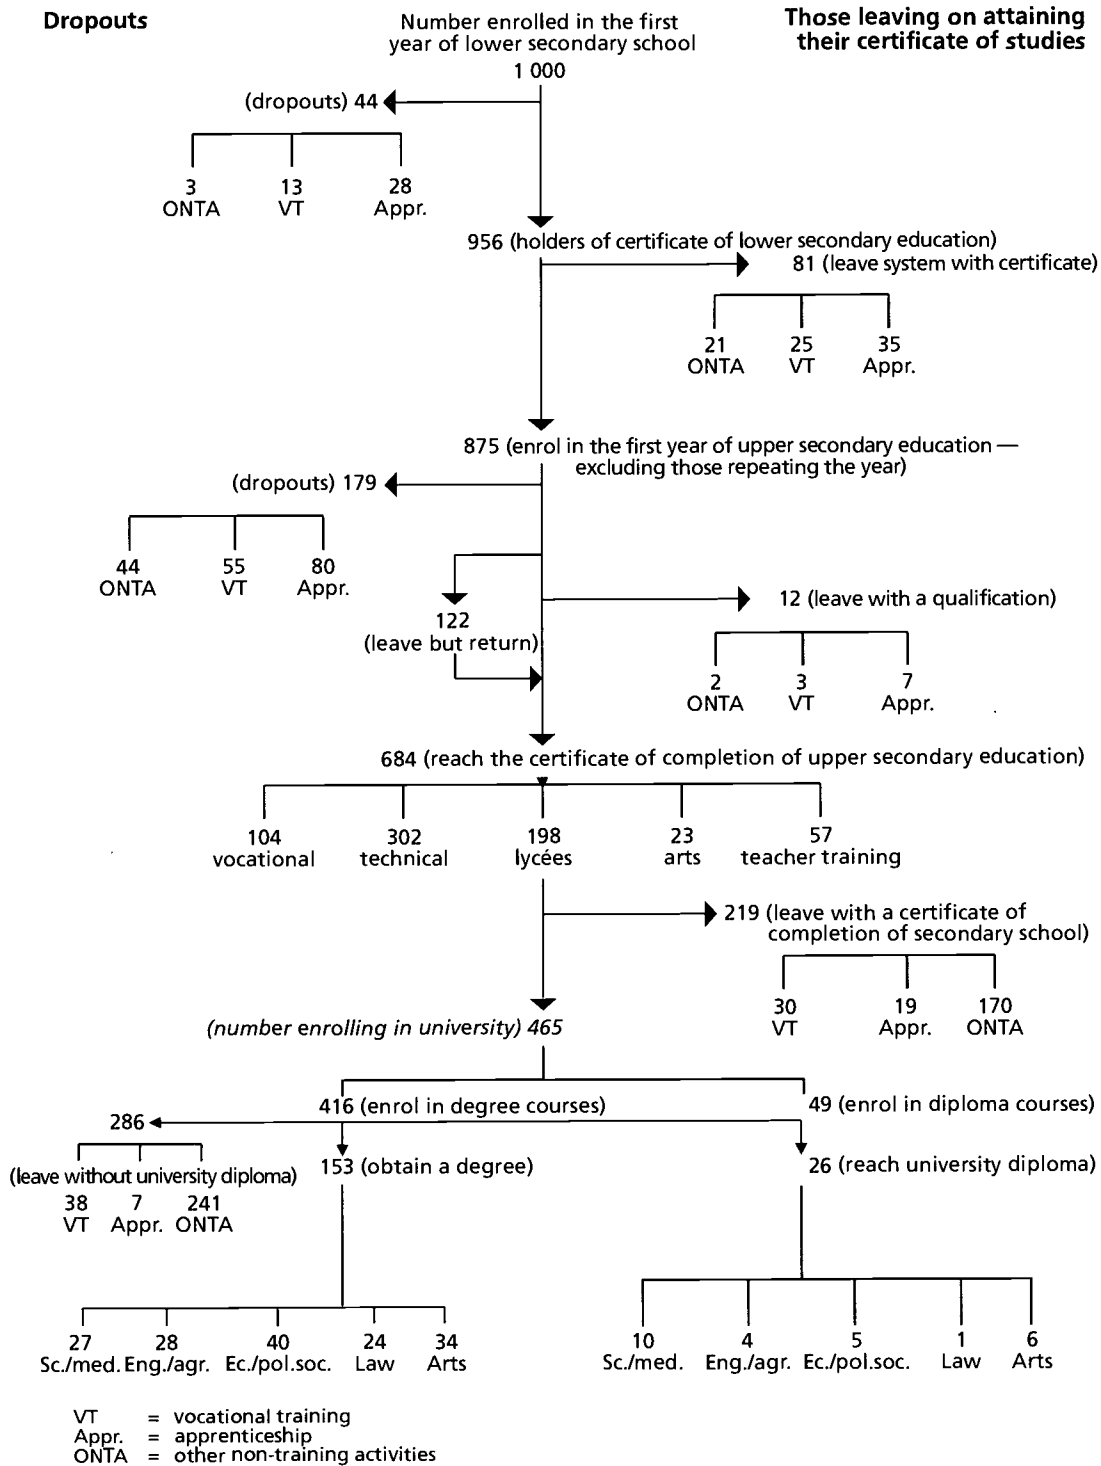 Dropouts
Number enrolled in the first
year of lower secondary school
1 000
Those leaving on attaining
their certificate of studies
(dropouts) 44
3 13 28
ONTA VT Appr.
956 (holders of certificate of lower secondary education)
81 (leave system with certificate)
21 25 35
ONTA VT Appr.
875 (enrol in the first year of upper secondary education —
excluding those repeating the year)
(dropouts) 179
44 55 80
ONTA VT Appr.
122
(leave but return)
12 (leave with a qualification)
2 3 7
ONTA VT Appr.
684 (reach the certificate of completion of upper secondary education)
104 302 198 23 57
vocational technical lycées arts teacher training
219 (leave with a certificate of
completion of secondary school)
30 19 170
VT Appr. ONTA
(number enrolling in university) 465
416 (enrol in degree courses)
49 (enrol in diploma courses)
286
(leave without university diploma)
38 7 241
VT Appr. ONTA
153 (obtain a degree)
26 (reach university diploma)
27 28 40 24 34
Sc./med. Eng./agr. Ec./pol.soc. Law Arts
10 4 5 1 6
Sc./med. Eng./agr. Ec./pol.soc. Law Arts
VT = vocational training
Appr. = apprenticeship
ONTA = other non-training activities